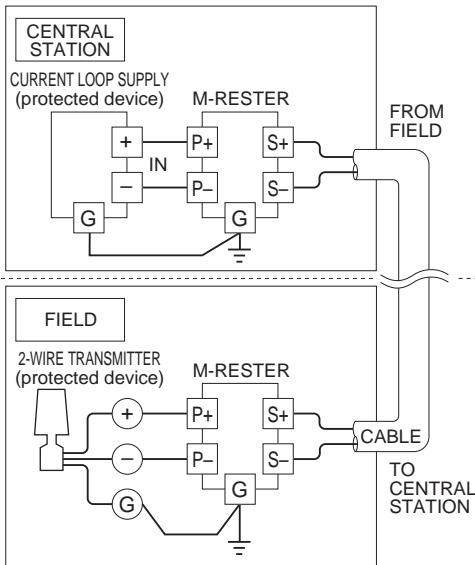 CENTRAL
STATION
CURRENT LOOP SUPPLY
(protected device)
M-RESTER
FROM
FIELD
+
IN
P+
S+
−
P−
S−
G
G
FIELD
2-WIRE TRANSMITTER
(protected device)
M-RESTER
+
P+
S+
−
P−
S−
CABLE
G
G
TO
CENTRAL
STATION